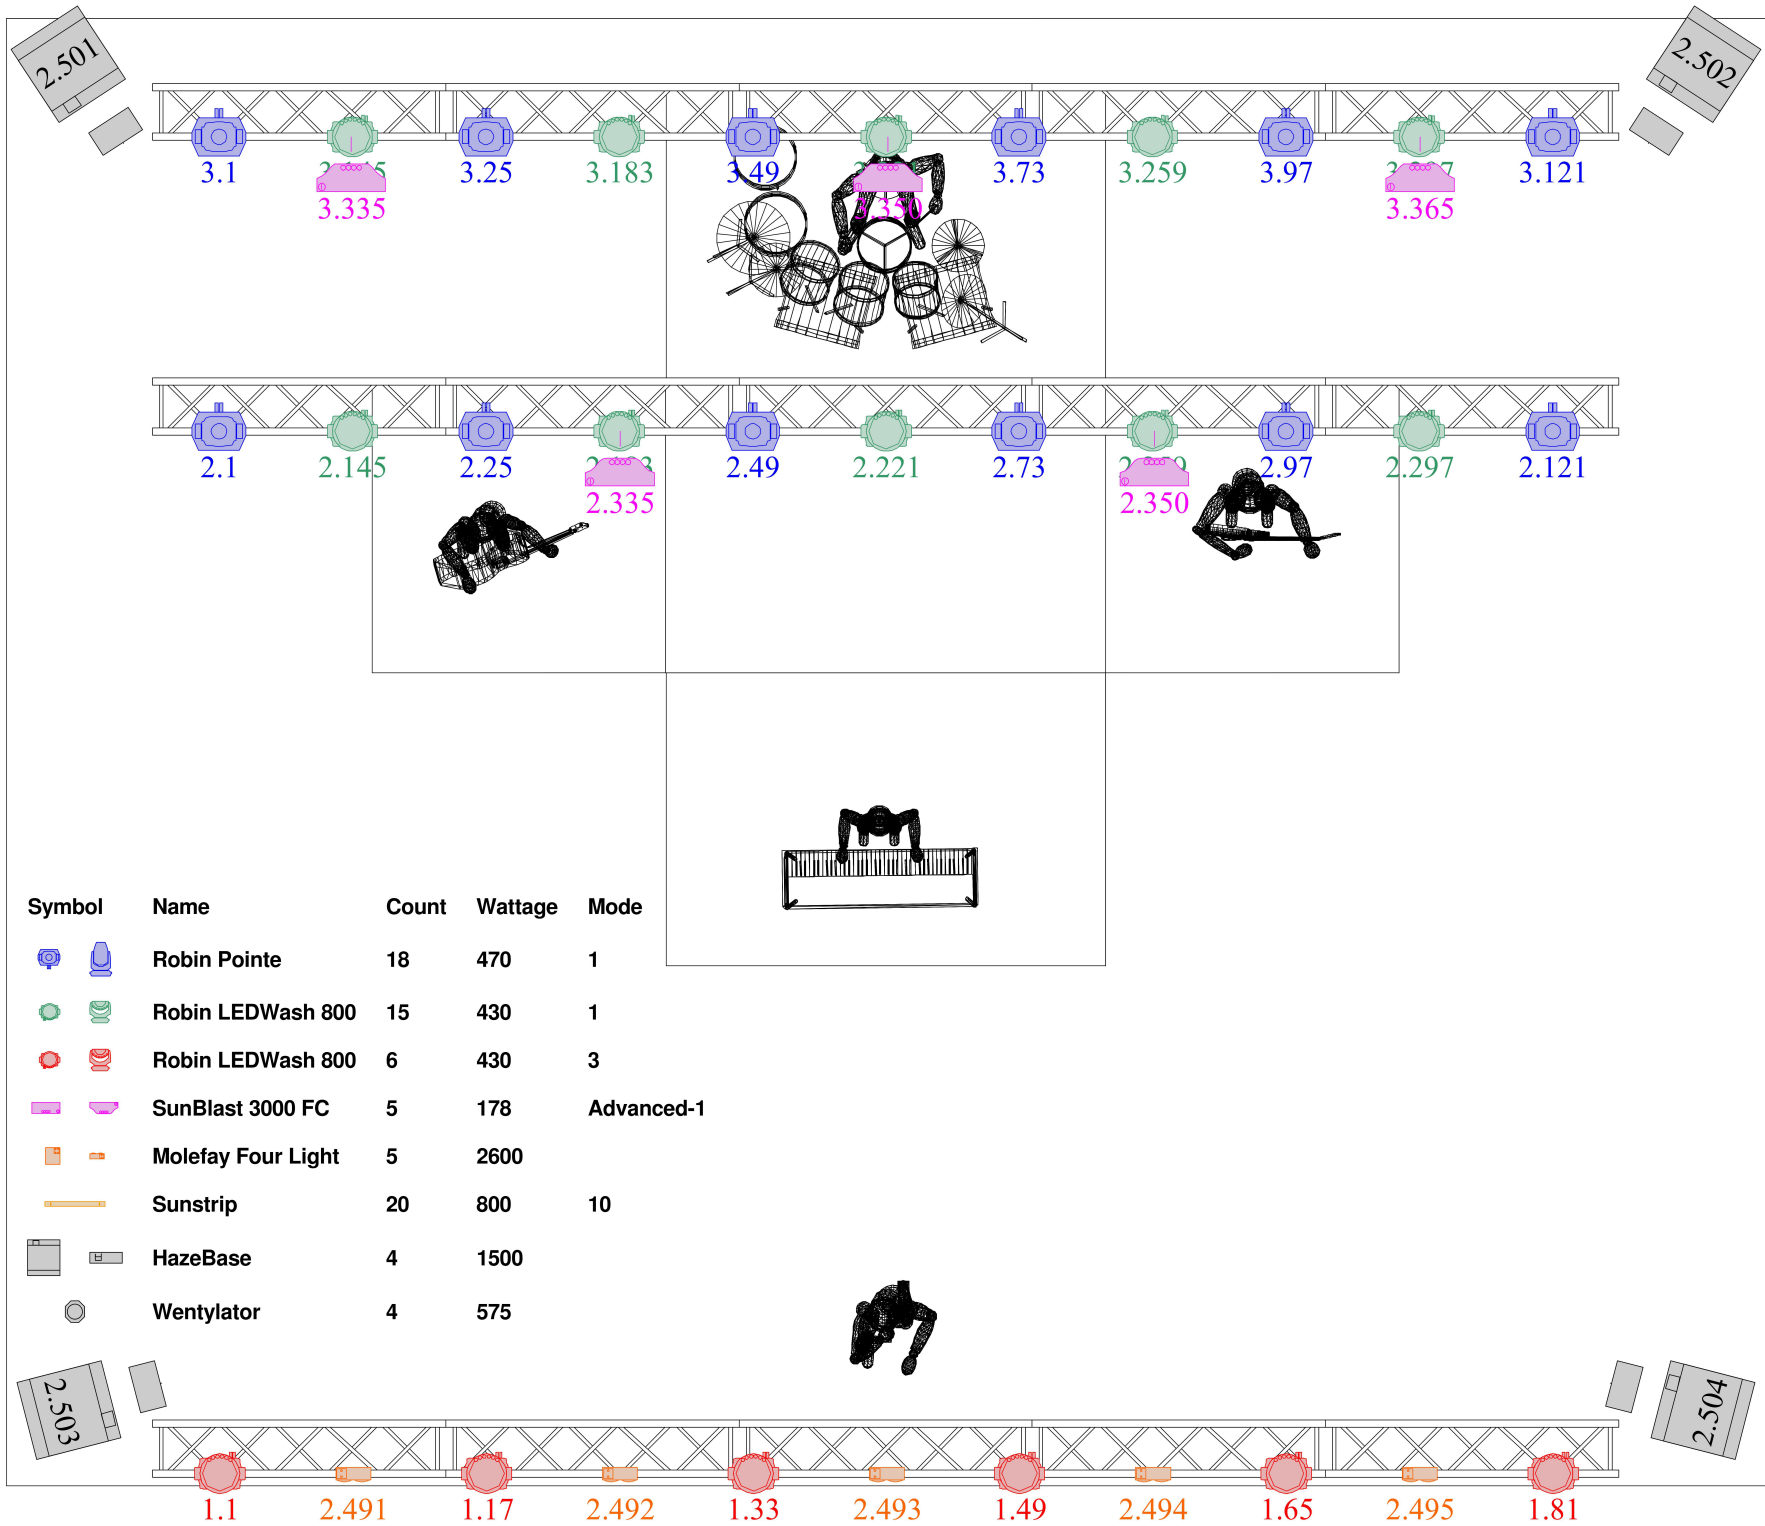 2.501
2.502
3.1
3.25
3.183
3.49
3.73
3.259
3.97
3.121
3.335
3.350
3.365
2.1
2.145
2.25
2.49
2.221
2.73
2.97
2.297
2.121
2.335
2.350
Symbol Name Count Wattage Mode
Robin Pointe 18 470 1
Robin LEDWash 800 15 430 1
Robin LEDWash 800 6 430 3
SunBlast 3000 FC 5 178 Advanced-1
Molefay Four Light 5 2600
Sunstrip 20 800 10
HazeBase 4 1500
Wentylator 4 575
2.503
2.504
1.1 2.491 1.17 2.492 1.33 2.493 1.49 2.494 1.65 2.495 1.81